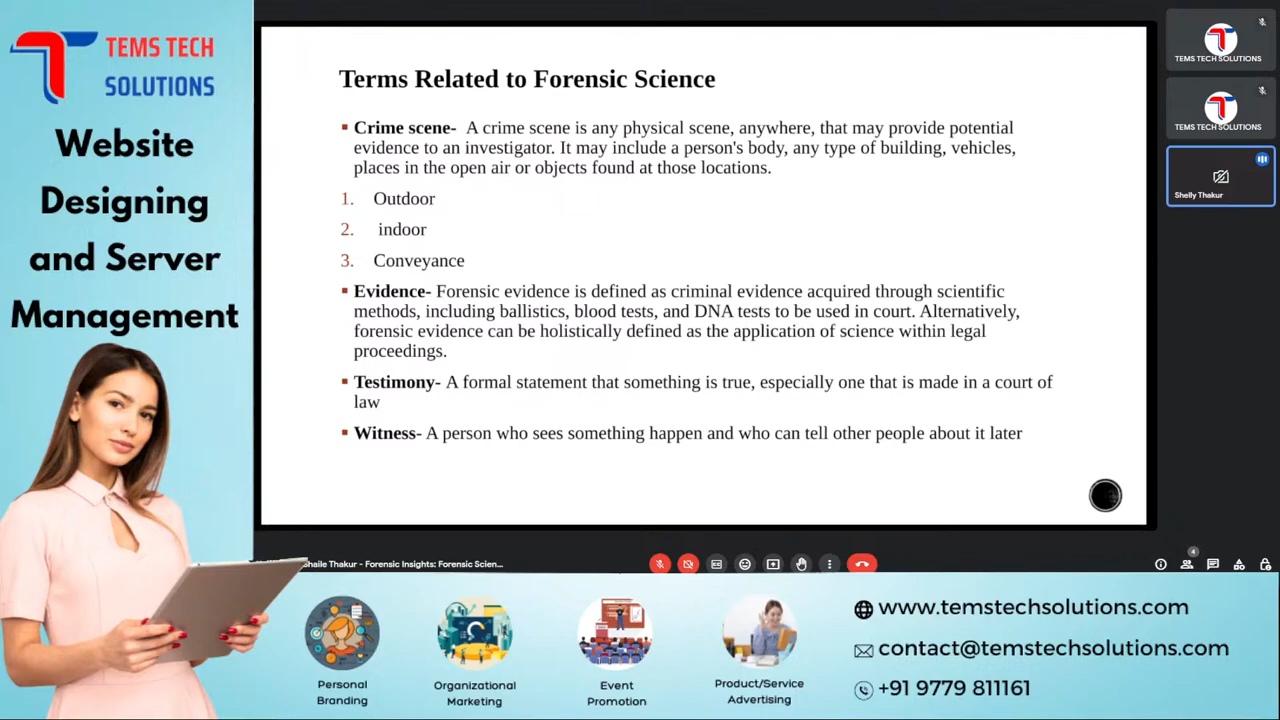 TEMS TECH
SOLUTIONS
Website
Designing
and Server
Management
Terms Related to Forensic Science
Crime scene- A crime scene is any physical scene, anywhere, that may provide potential
evidence to an investigator. It may include a person's body, any type of building, vehicles,
places in the open air or objects found at those locations.
1. Outdoor
2. indoor
3. Conveyance
Evidence- Forensic evidence is defined as criminal evidence acquired through scientific
methods, including ballistics, blood tests, and DNA tests to be used in court. Alternatively,
forensic evidence can be holistically defined as the application of science within legal
proceedings.
Testimony- A formal statement that something is true, especially one that is made in a court of
law
Witness- A person who sees something happen and who can tell other people about it later
TEMS TECH SOLUTIONS
TEMS TECH SOLUTIONS
Shelly Thakur
Shaile Thakur - Forensic Insights: Forensic Scien...
4
Personal
Branding
Organizational
Marketing
Event
Promotion
Product/Service
Advertising
www.temstechsolutions.com
contact@temstechsolutions.com
+91 9779 811161